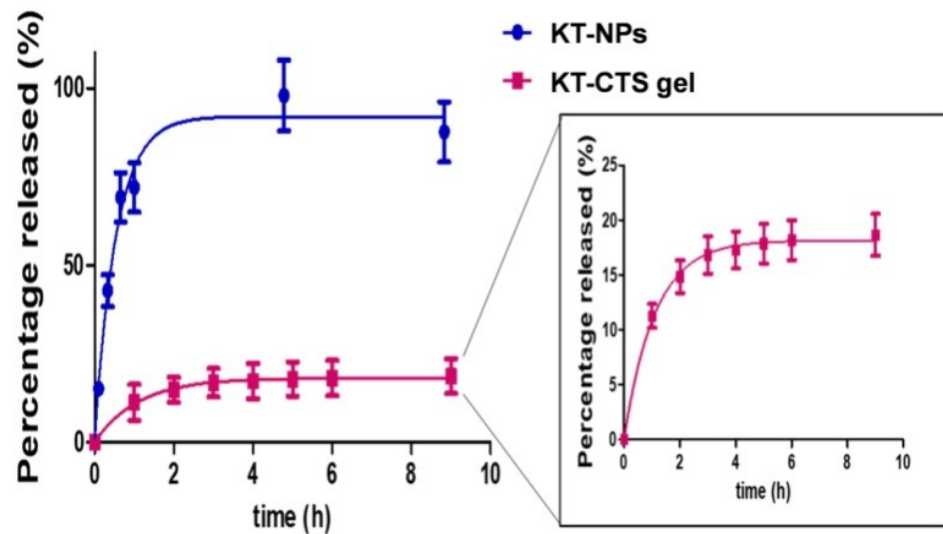 KT-NPs
KT-CTS gel
Percentage released (%)
100
50
0
0 2 4 6 8 10
time (h)
Percentage released (%)
25
20
15
10
5
0
0 2 4 6 8 10
time (h)